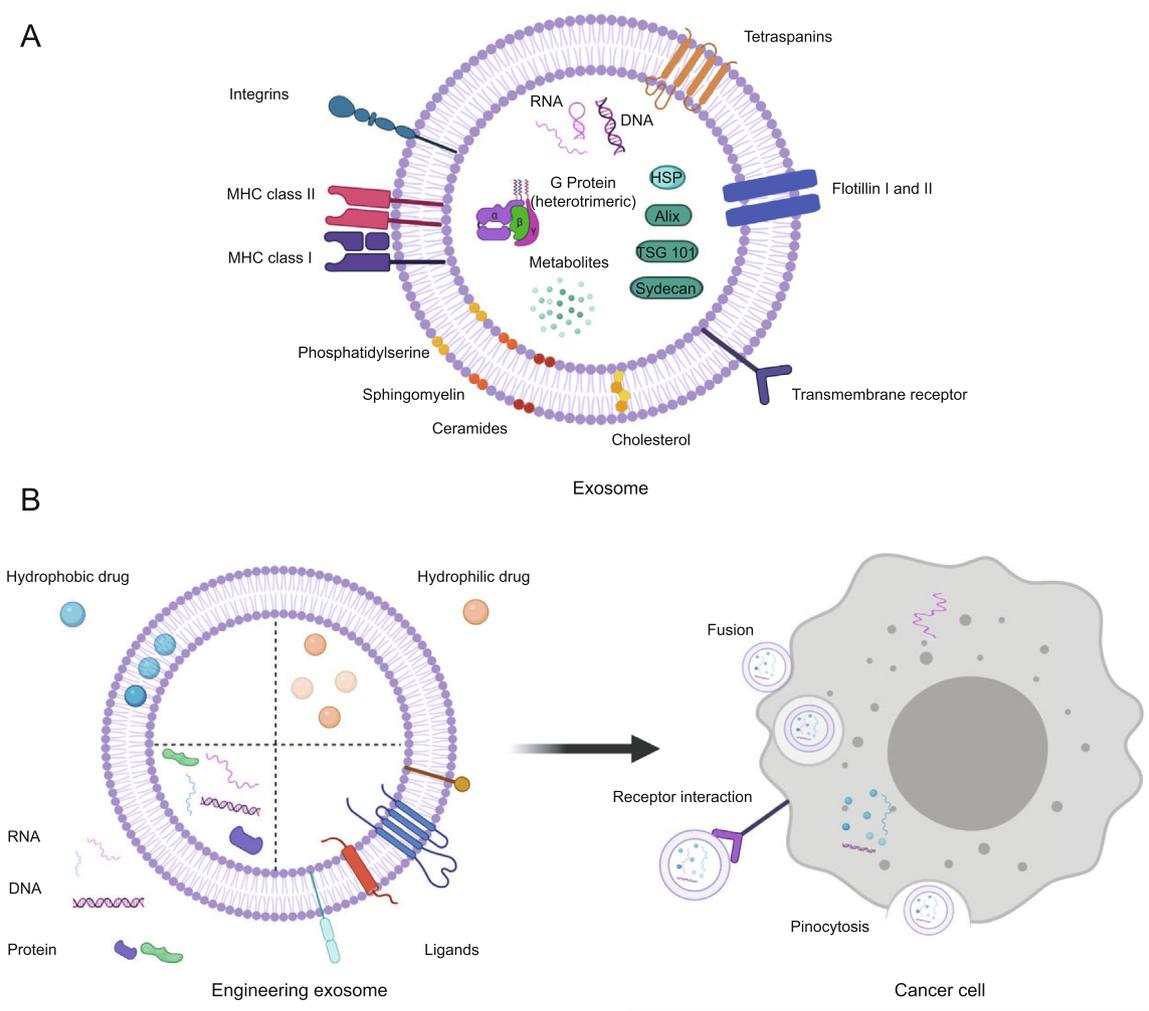 A
Tetraspanins
Integrins
RNA
DNA
HSP
G Protein
(heterotrimeric)
α
β
γ
MHC class II
Flotillin I and II
Alix
MHC class I
TSG 101
Metabolites
Sydecan
Phosphatidylserine
Sphingomyelin
Transmembrane receptor
Ceramides
Cholesterol
Exosome
B
Hydrophobic drug
Hydrophilic drug
RNA
DNA
Protein
Ligands
Engineering exosome
Fusion
Receptor interaction
Pinocytosis
Cancer cell